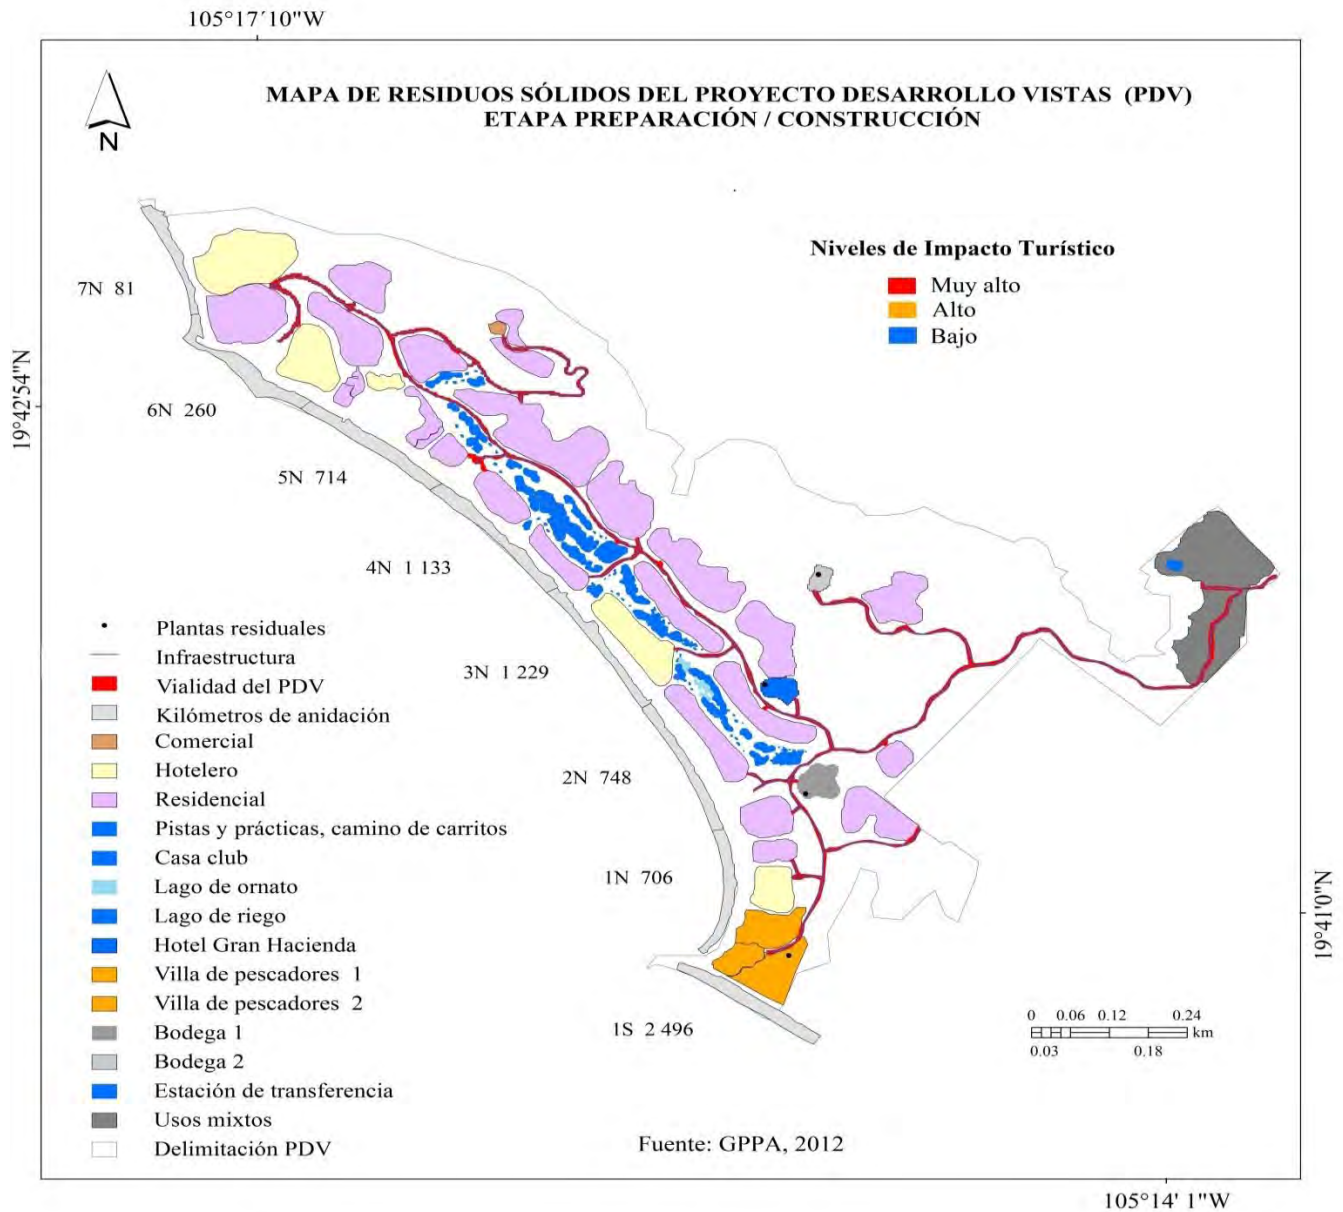 105°17´10"W
MAPA DE RESIDUOS SÓLIDOS DEL PROYECTO DESARROLLO VISTAS (PDV)
ETAPA PREPARACIÓN / CONSTRUCCIÓN
N
Niveles de Impacto Turístico
Muy alto
Alto
Bajo
7N 81
19°42'54"N
6N 260
5N 714
4N 1 133
3N 1 229
2N 748
1N 706
1S 2 496
19°41'0"N
Plantas residuales
Infraestructura
Vialidad del PDV
Kilómetros de anidación
Comercial
Hotelero
Residencial
Pistas y prácticas, camino de carritos
Casa club
Lago de ornato
Lago de riego
Hotel Gran Hacienda
Villa de pescadores 1
Villa de pescadores 2
Bodega 1
Bodega 2
Estación de transferencia
Usos mixtos
Delimitación PDV
0 0.06 0.12 0.24
km
0.03 0.18
Fuente: GPPA, 2012
105°14' 1"W